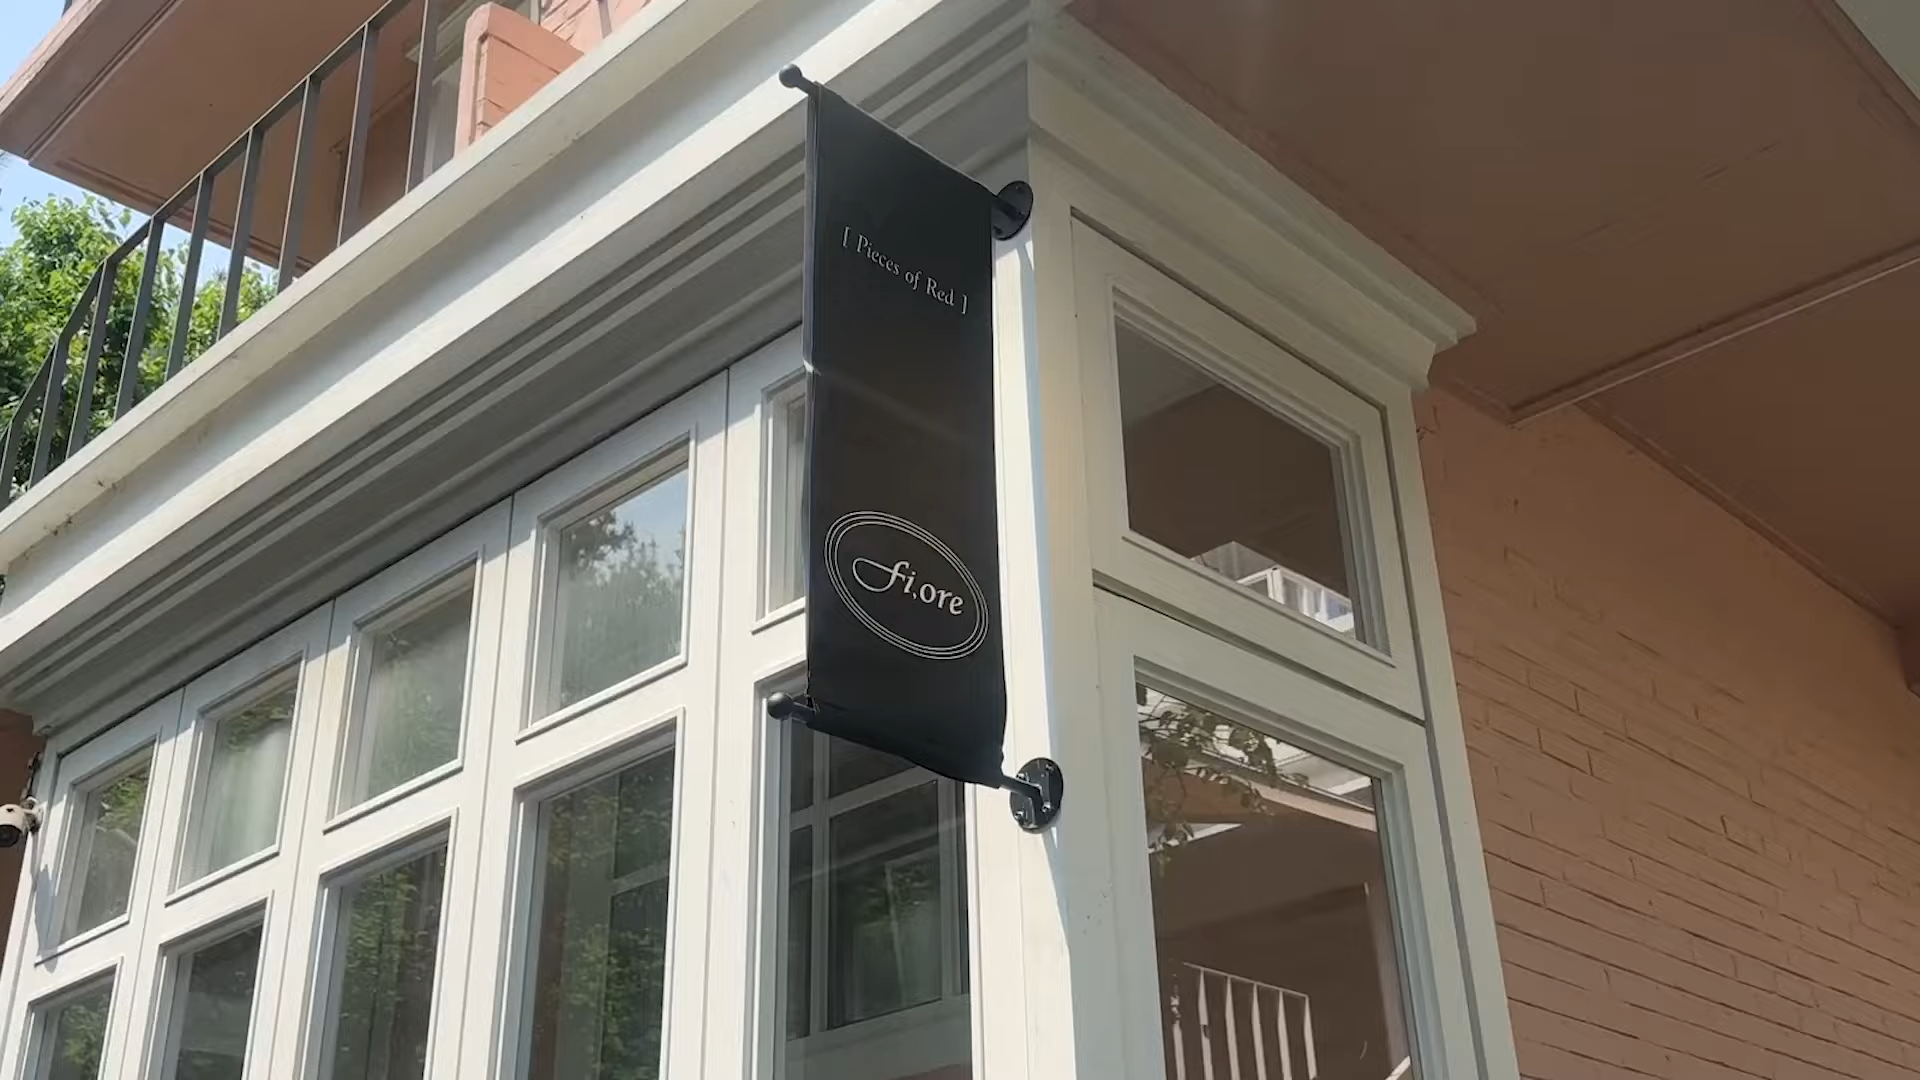 [ Pieces of Red ]
fi,ore